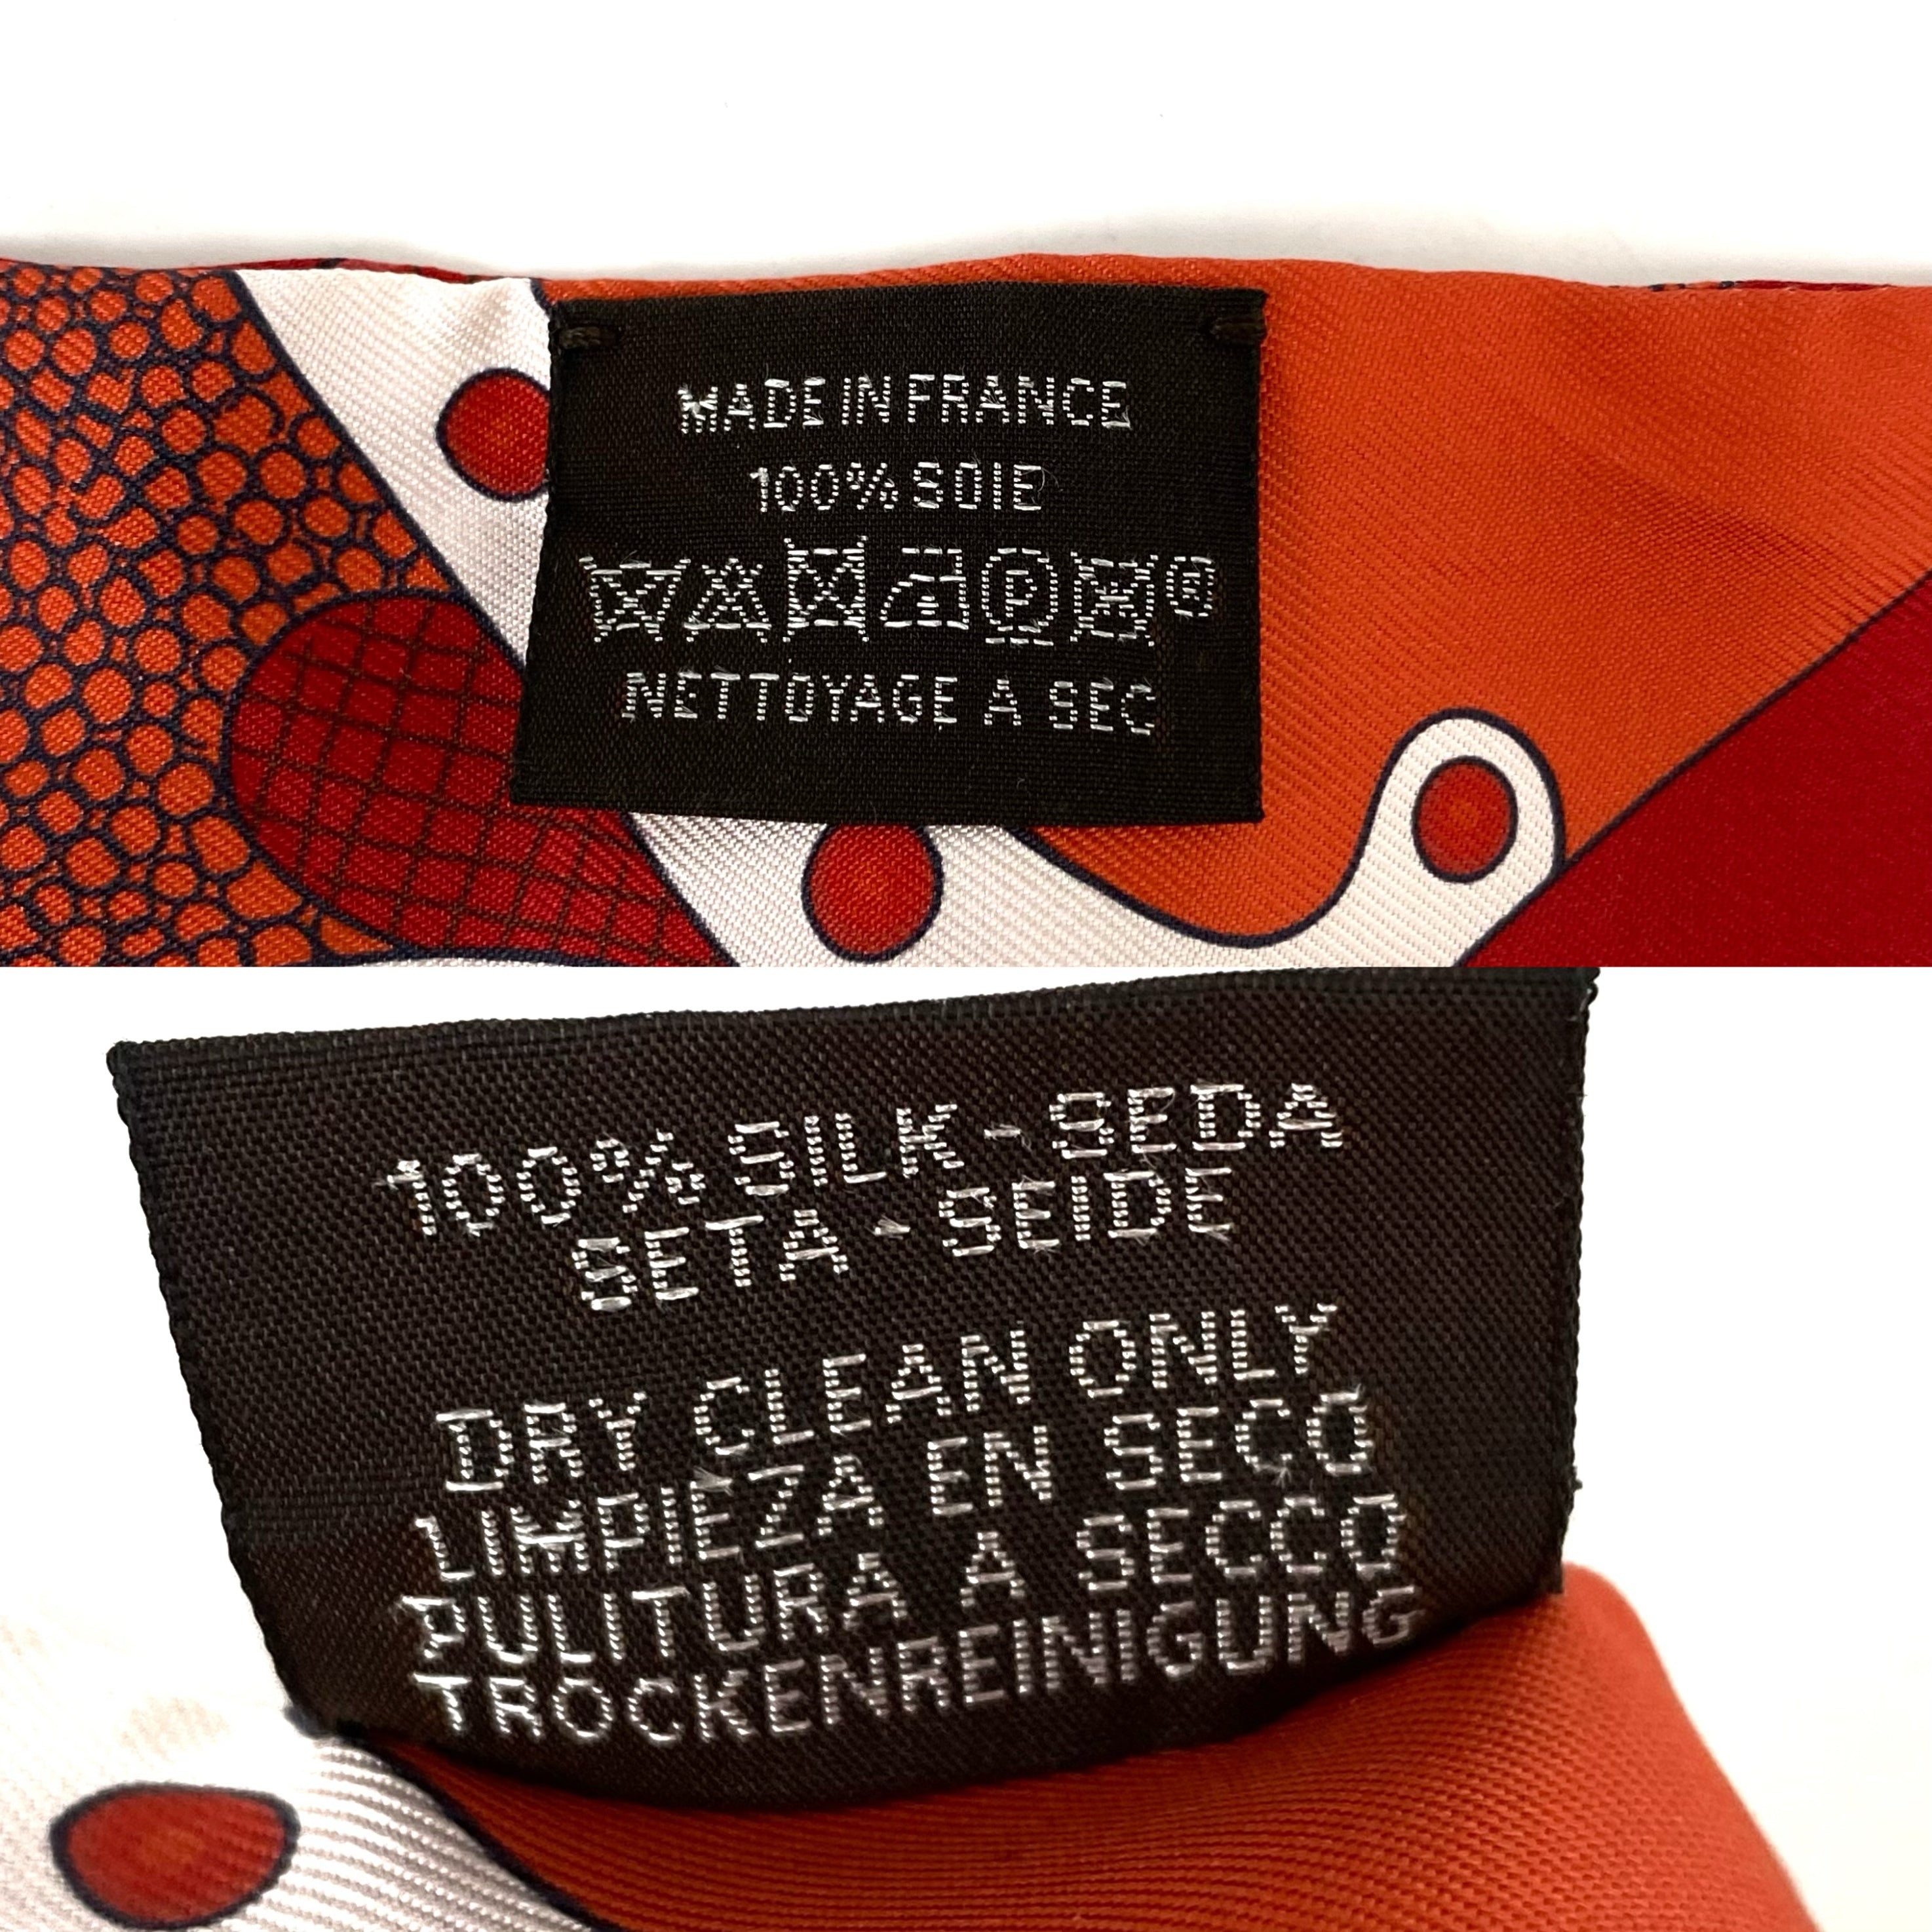 MADE IN FRANCE
100% SOIE
P
NETTOYAGE A SEC
100% SILK - SEDA
SETA - SEIDE
DRY CLEAN ONLY
LIMPIEZA EN SECO
PULITURA A SECCO
TROCKENREINIGUNG